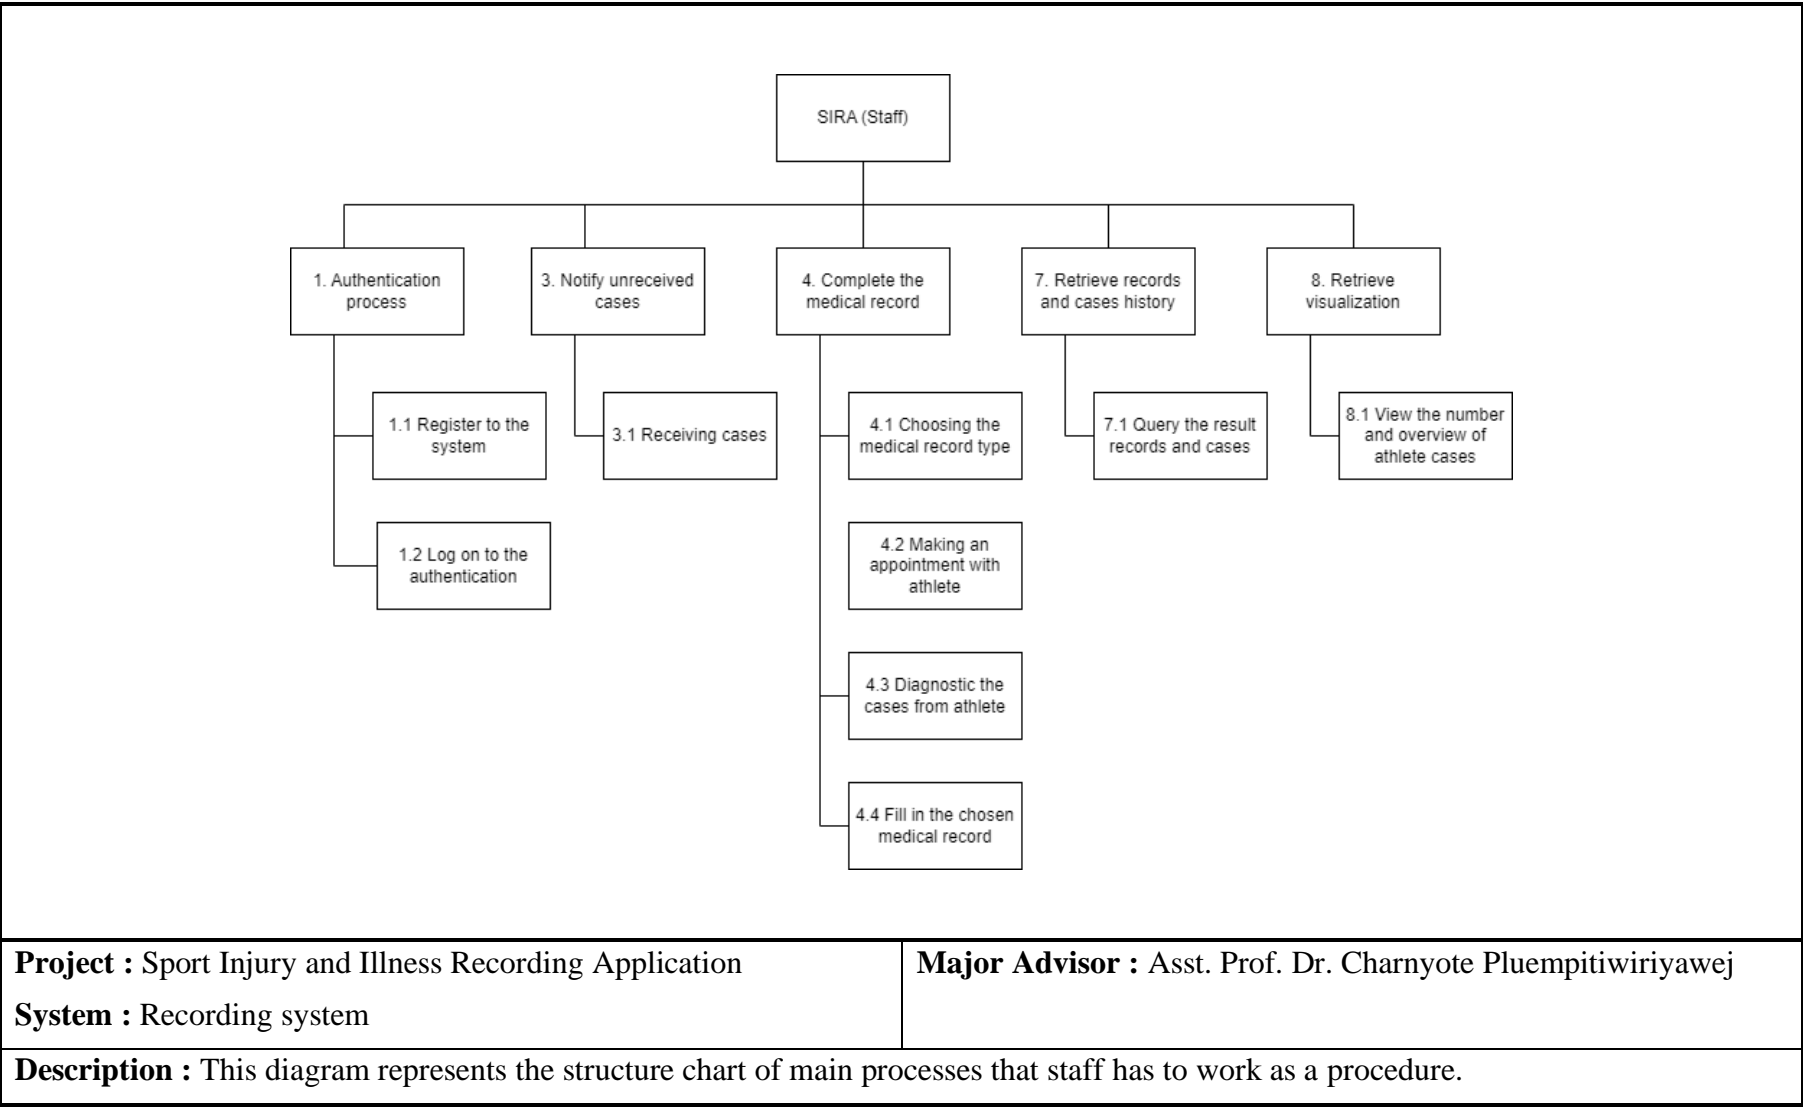 SIRA (Staff)
1. Authentication
process
3. Notify unreceived
cases
4. Complete the
medical record
7. Retrieve records
and cases history
8. Retrieve
visualization
1.1 Register to the
system
3.1 Receiving cases
4.1 Choosing the
medical record type
7.1 Query the result
records and cases
8.1 View the number
and overview of
athlete cases
1.2 Log on to the
authentication
4.2 Making an
appointment with
athlete
4.3 Diagnostic the
cases from athlete
4.4 Fill in the chosen
medical record
Project : Sport Injury and Illness Recording Application
System : Recording system
Major Advisor : Asst. Prof. Dr. Charnyote Pluempitiwiriyawej
Description : This diagram represents the structure chart of main processes that staff has to work as a procedure.